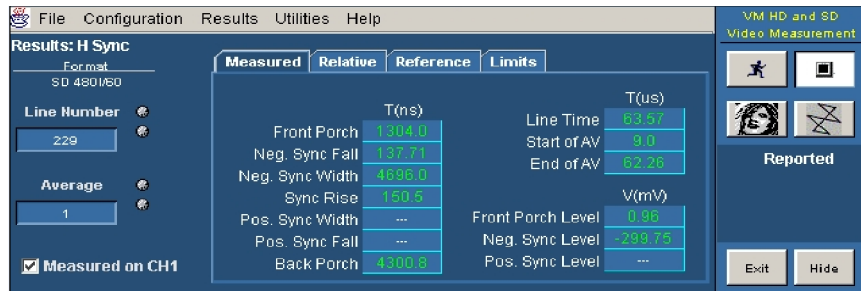 File Configuration Results Utilities Help
VM HD and SD
Video Measurement
Results: H Sync
Format
SD 480I/60
Line Number
229
Average
1
Measured on CH1
Measured Relative Reference Limits
T(ns)
Front Porch 1304.0
Neg. Sync Fall 137.71
Neg. Sync Width 4696.0
Sync Rise 150.5
Pos. Sync Width ---
Pos. Sync Fall ---
Back Porch 4300.8
T(us)
Line Time 63.57
Start of AV 9.0
End of AV 62.26
V(mV)
Front Porch Level 0.96
Neg. Sync Level -299.75
Pos. Sync Level ---
Reported
Exit Hide